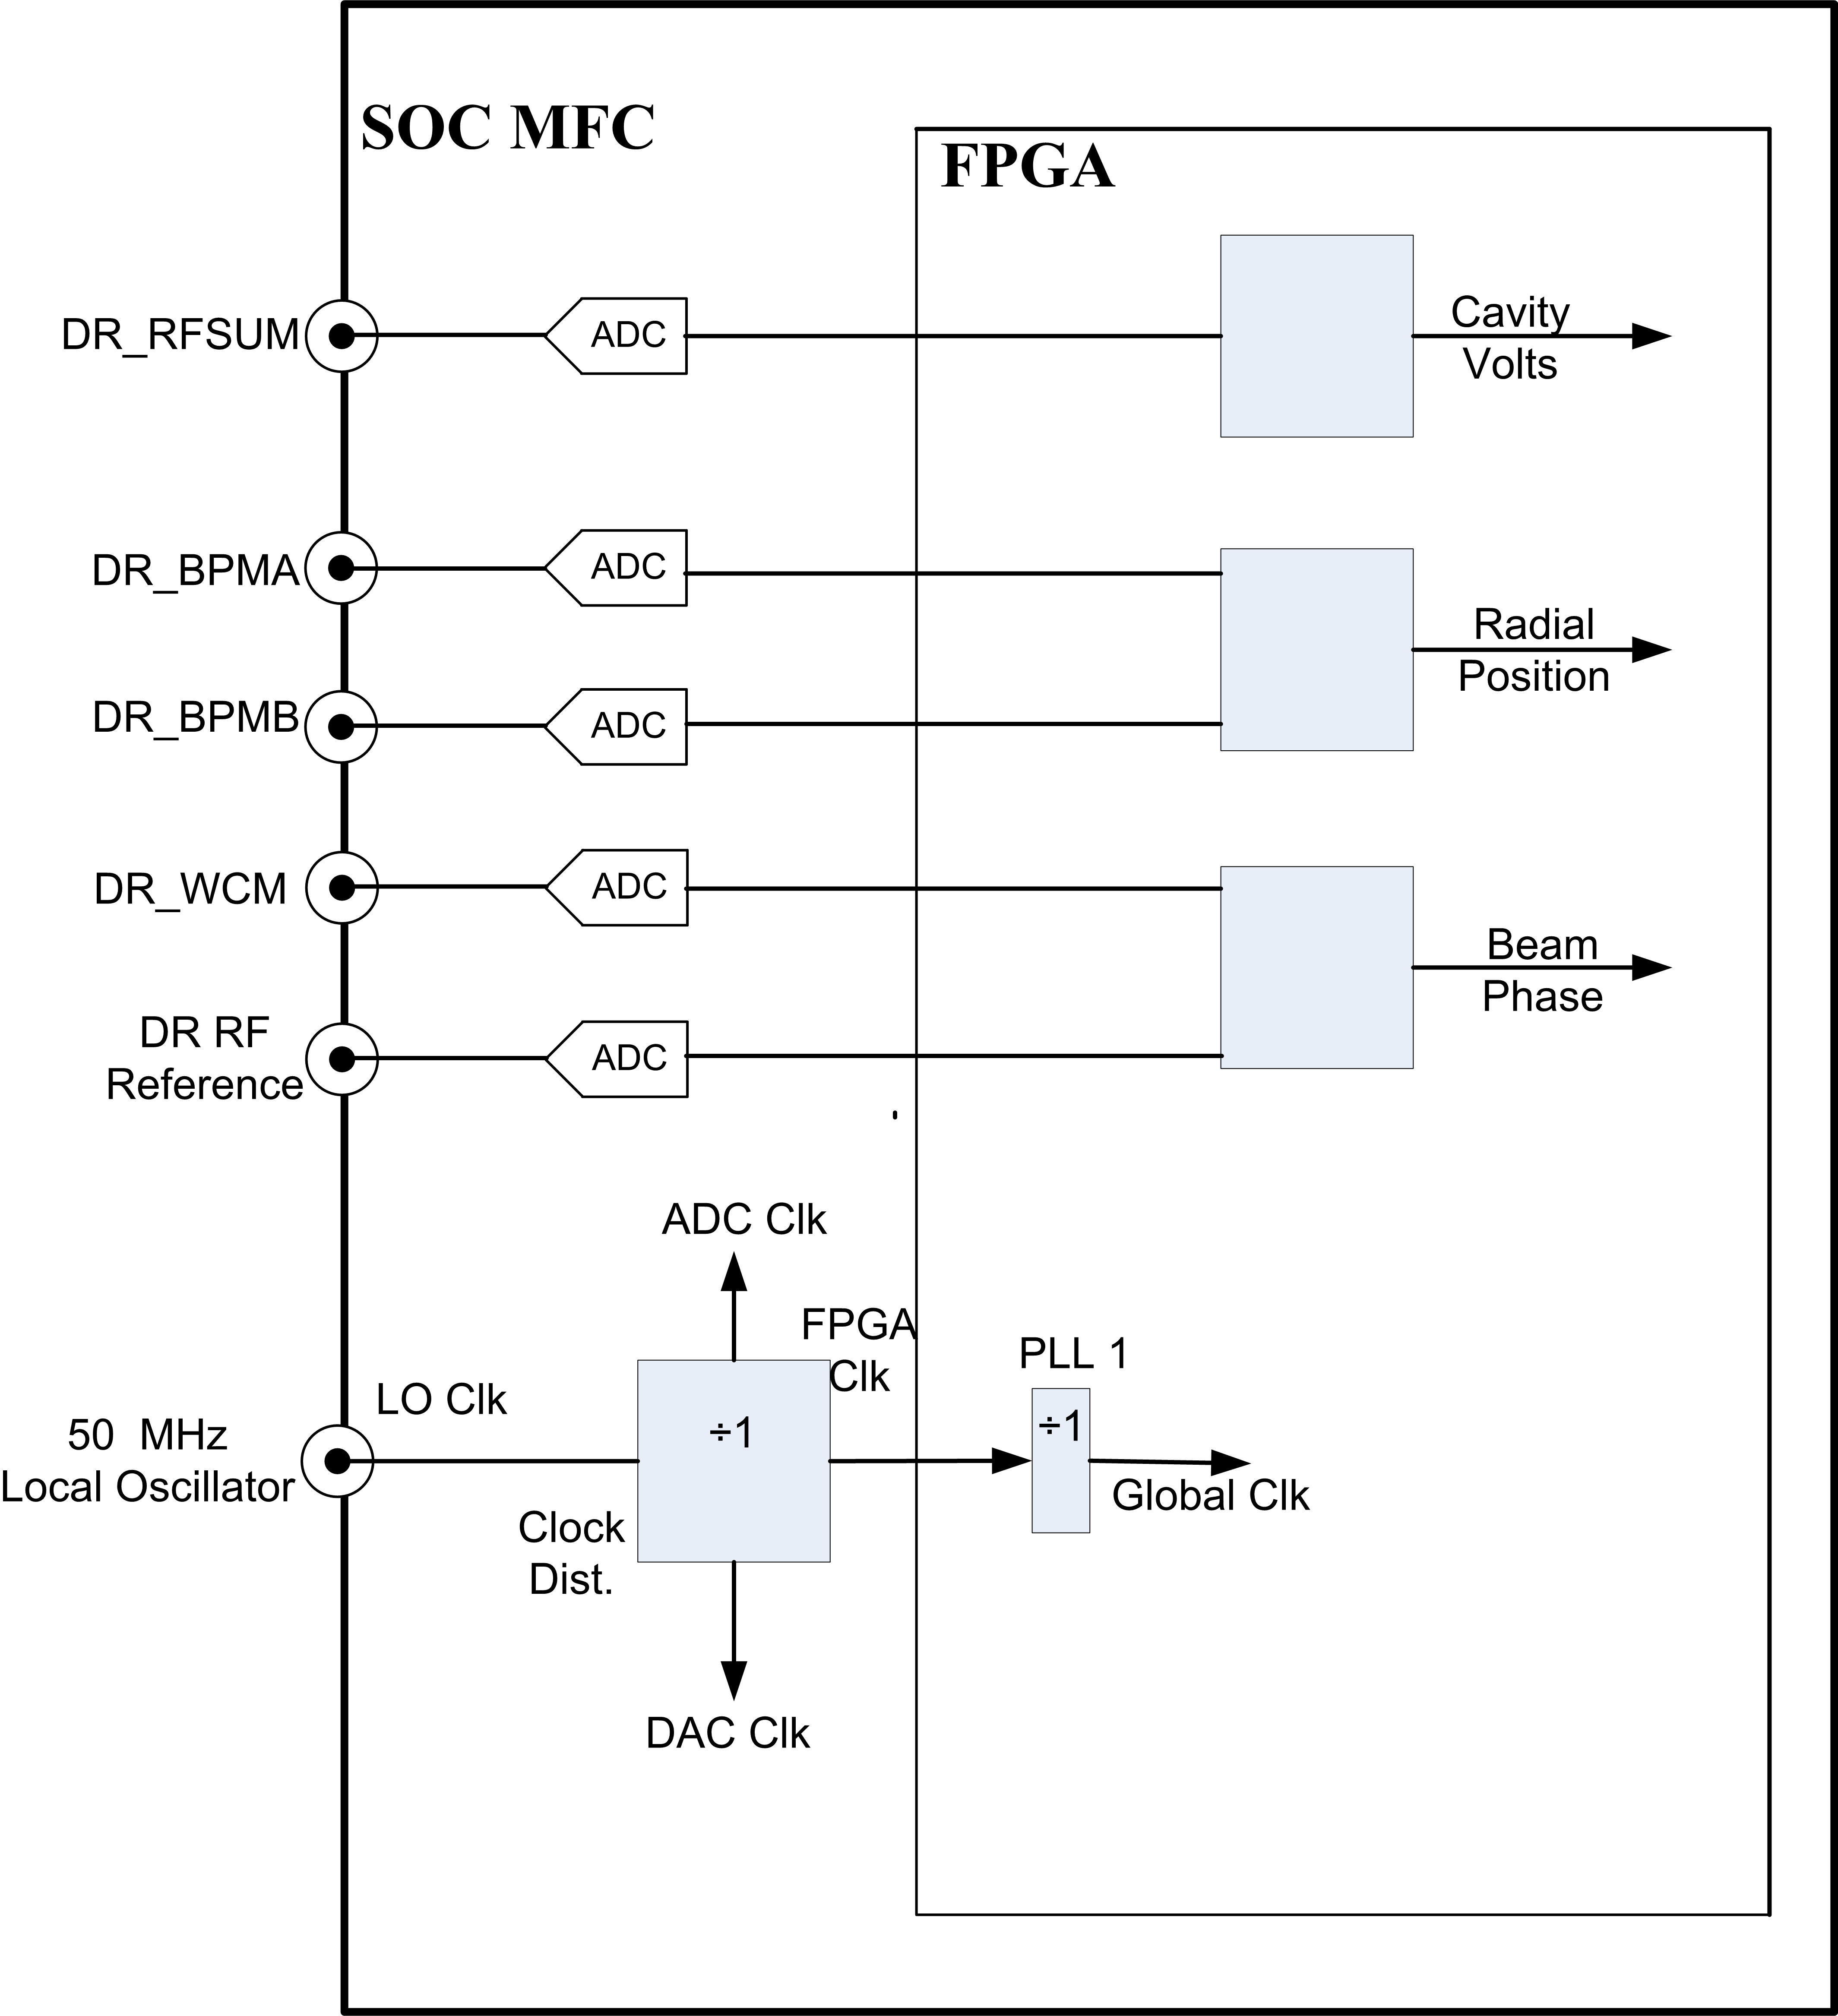 SOC MFC
FPGA
DR_RFSUM
ADC
Cavity
Volts
DR_BPMA
ADC
Radial
Position
DR_BPMB
ADC
DR_WCM
ADC
Beam
Phase
DR RF
Reference
ADC
ADC Clk
FPGA
Clk
PLL 1
LO Clk
÷1
÷1
50 MHz
Local Oscillator
Global Clk
Clock
Dist.
DAC Clk